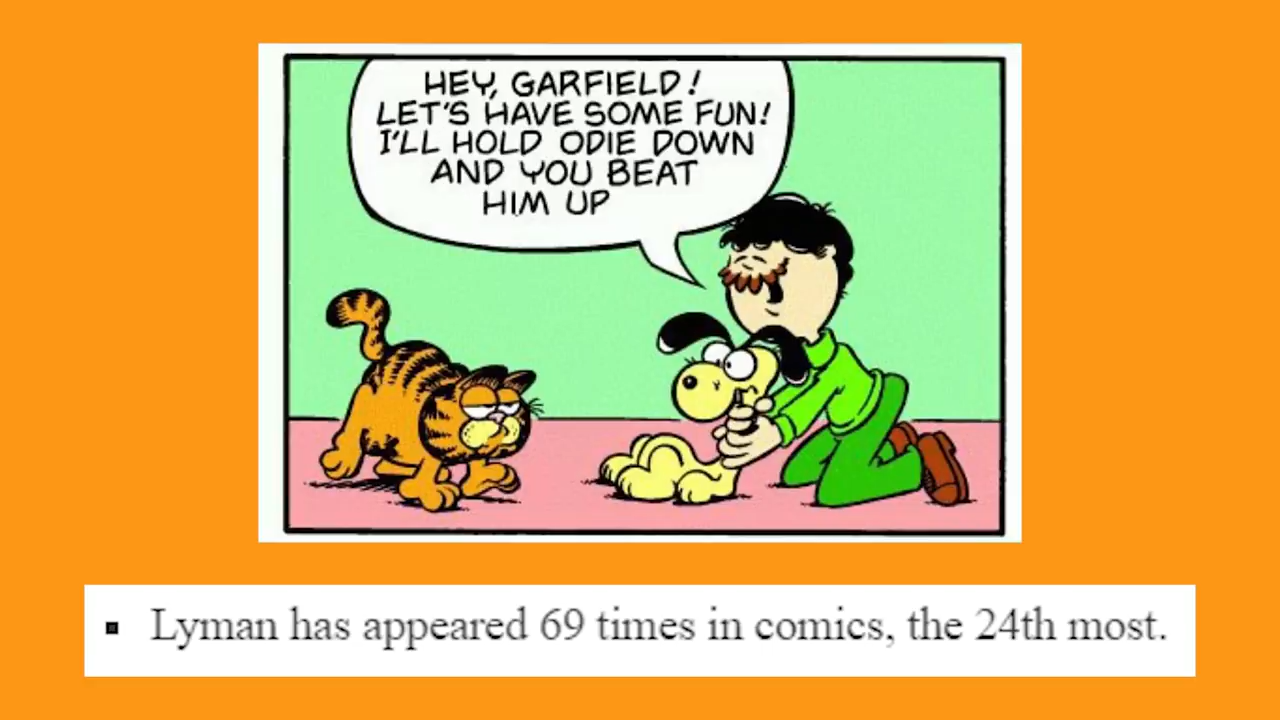 HEY, GARFIELD!
LET'S HAVE SOME FUN!
I'LL HOLD ODIE DOWN
AND YOU BEAT
HIM UP
▪ Lyman has appeared 69 times in comics, the 24th most.